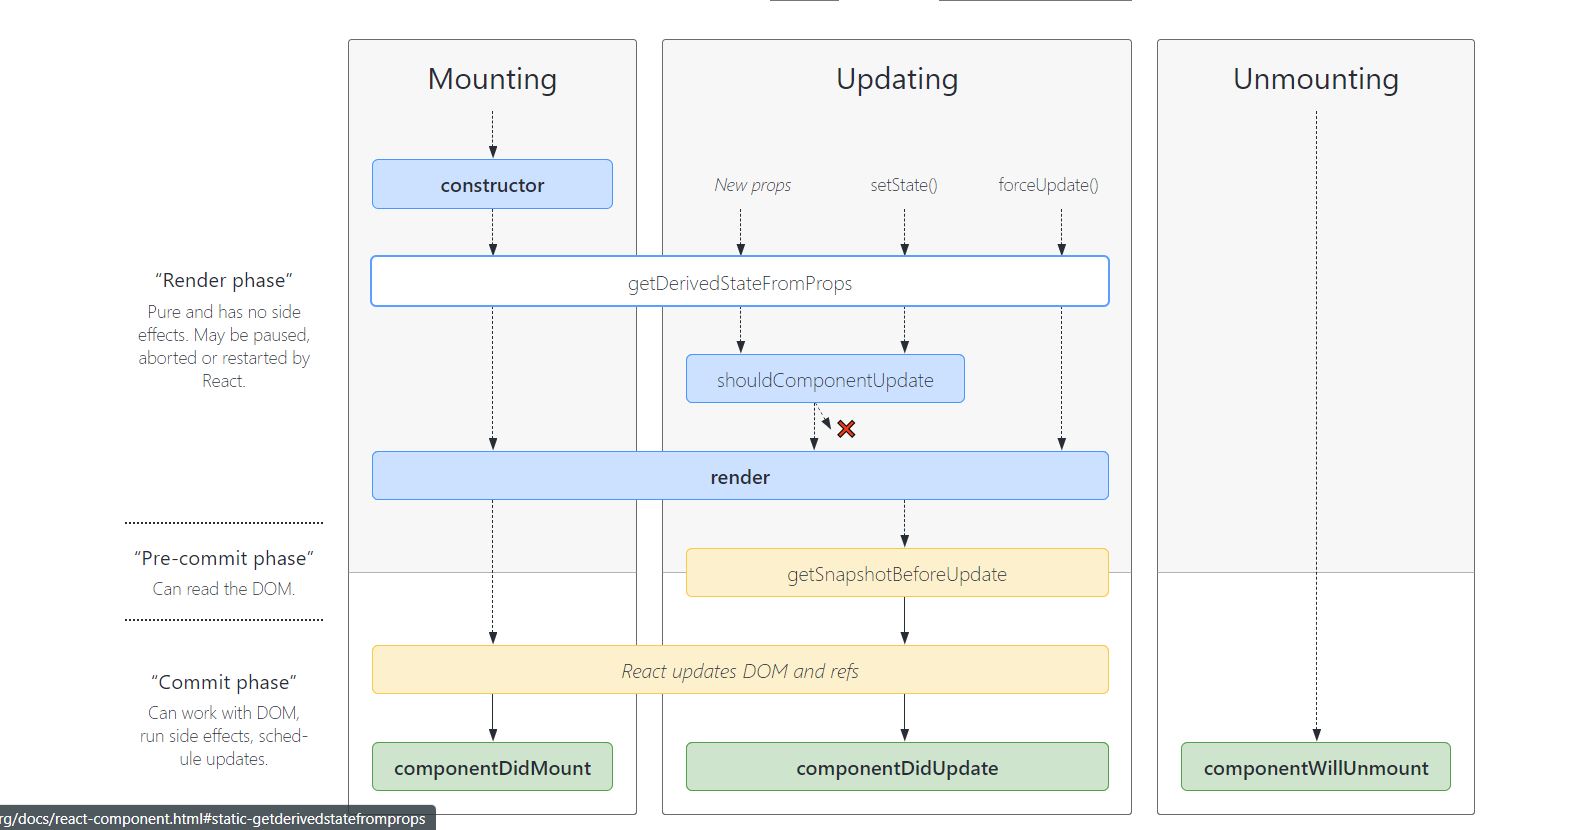 Mounting
Updating
Unmounting
constructor
New props
setState()
forceUpdate()
getDerivedStateFromProps
“Render phase”
Pure and has no side
effects. May be paused,
aborted or restarted by
React.
shouldComponentUpdate
render
“Pre-commit phase”
Can read the DOM.
getSnapshotBeforeUpdate
React updates DOM and refs
“Commit phase”
Can work with DOM,
run side effects, sched-
ule updates.
componentDidMount
componentDidUpdate
componentWillUnmount
rg/docs/react-component.html#static-getderivedstatefromprops